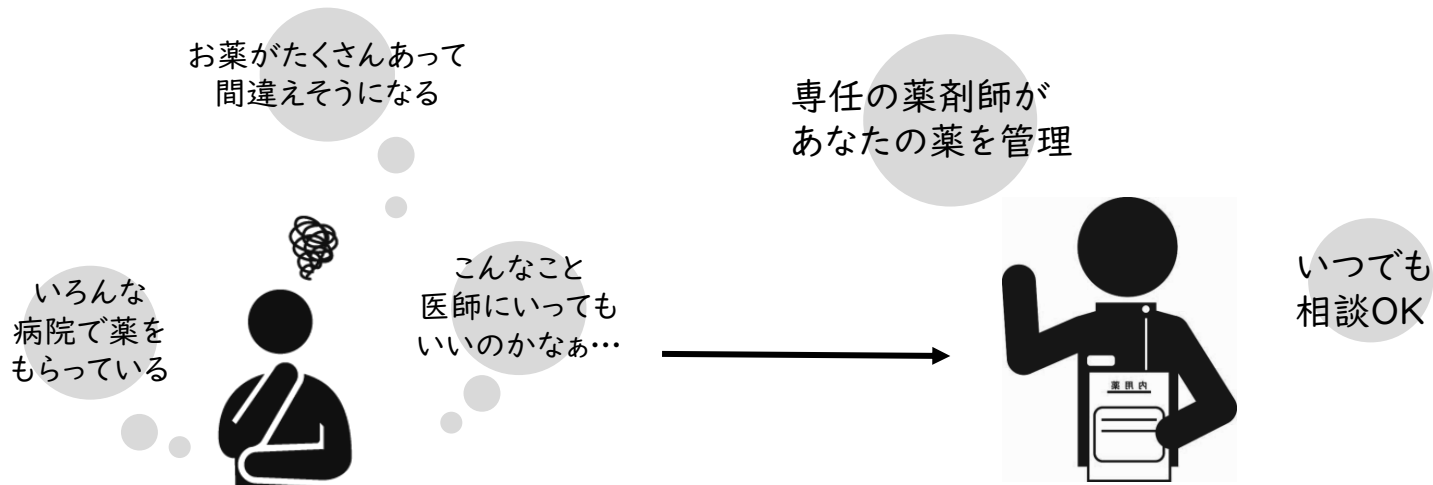 お薬がたくさんあって
間違えそうになる
いろんな
病院で薬を
もらっている
こんなこと
医師にいっても
いいのかなぁ…
専任の薬剤師が
あなたの薬を管理
いつでも
相談OK
薬用内